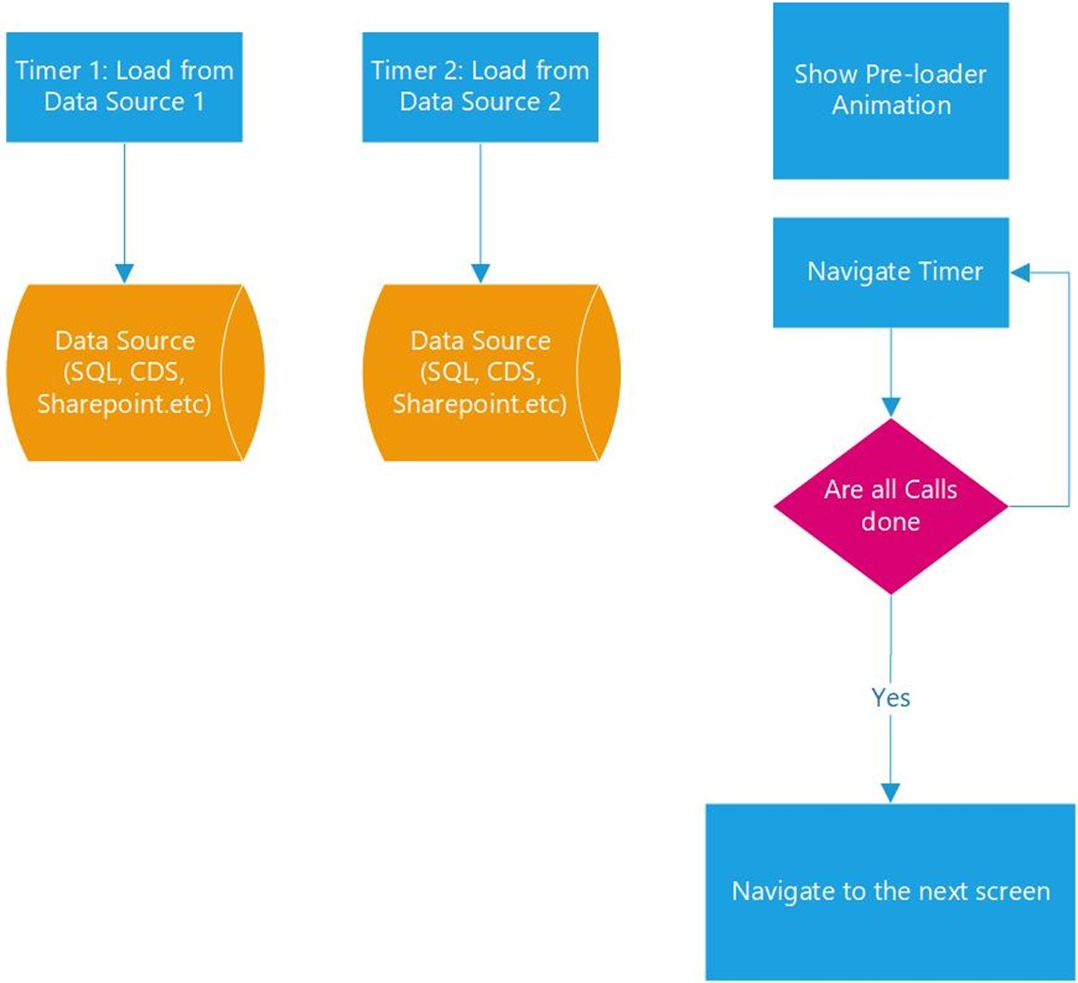 Timer 1: Load from
Data Source 1
Timer 2: Load from
Data Source 2
Show Pre-loader
Animation
Navigate Timer
Data Source
(SQL, CDS,
Sharepoint.etc)
Data Source
(SQL, CDS,
Sharepoint.etc)
Are all Calls
done
Yes
Navigate to the next screen